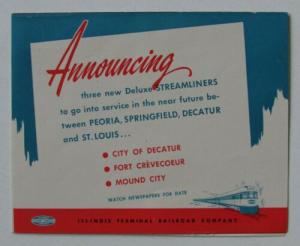 Announcing
three new Deluxe STREAMLINERS
to go into service in the near future be-
tween PEORIA, SPRINGFIELD, DECATUR
and ST. LOUIS...
• CITY OF DECATUR
• FORT CRÈVECOEUR
• MOUND CITY
WATCH NEWSPAPERS FOR DATE
ILLINOIS TERMINAL RAILROAD COMPANY